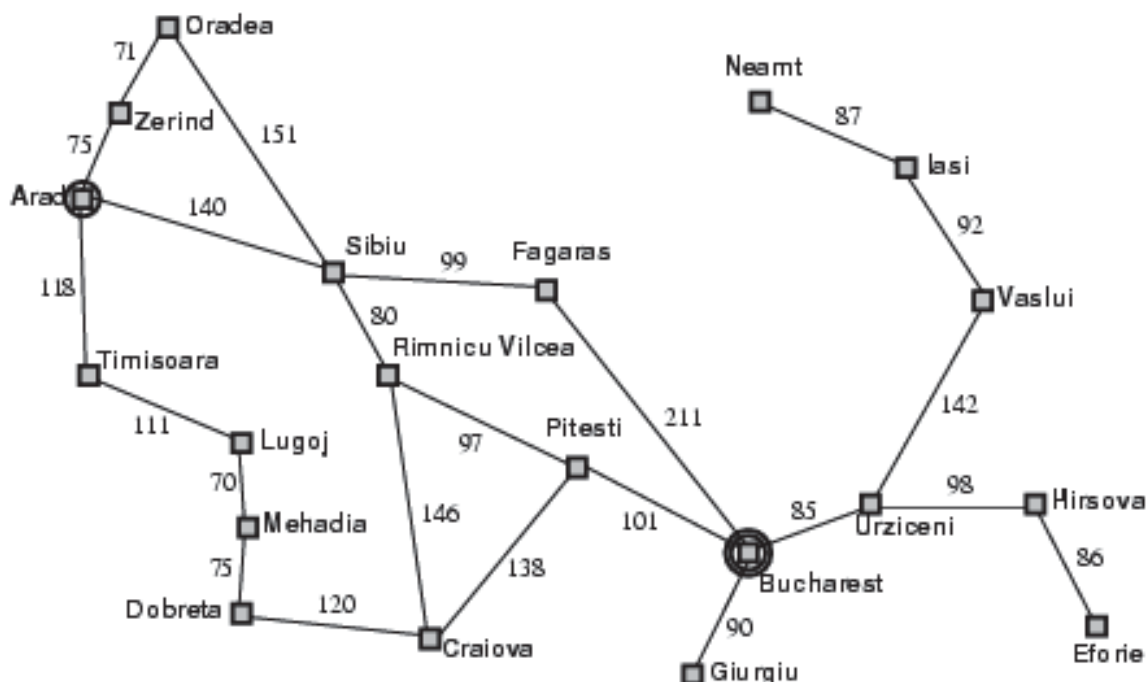 Oradea
71
Neamt
87
Zerind
75
151
Iasi
Arad
140
92
Sibiu
Fagaras
99
118
Vaslui
80
Timisoara
Rimnicu Vilcea
142
111
211
Lugoj
97
Pitesti
70
98
Hirsova
Mehadia
146
101
85
Urziceni
75
138
86
Bucharest
Dobreta
120
90
Craiova
Eforie
Giurgiu